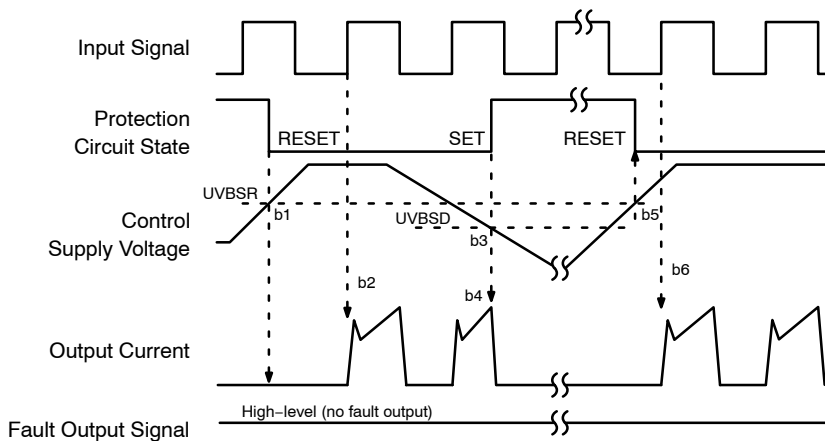 Input Signal
Protection
Circuit State
RESET
SET
RESET
UVBSR
b1
UVBSD
b3
b5
Control
Supply Voltage
b2
b4
b6
Output Current
High−level (no fault output)
Fault Output Signal